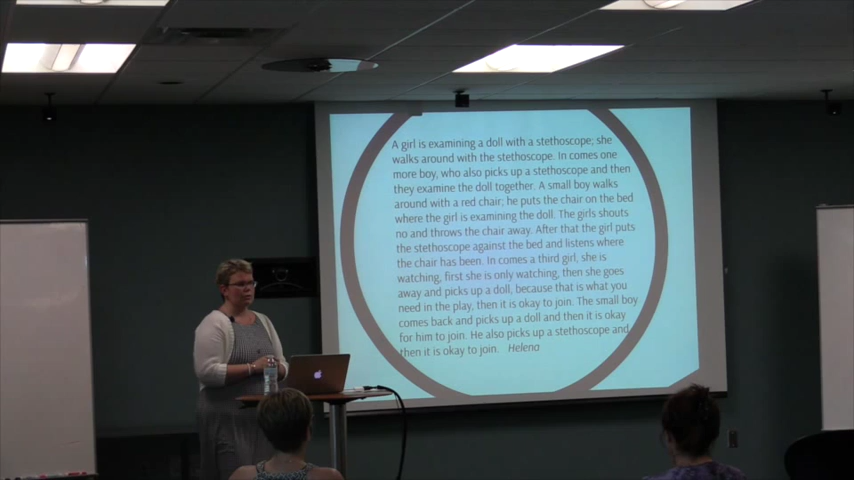 A girl is examining a doll with a stethoscope; she
walks around with the stethoscope. In comes one
more boy, who also picks up a stethoscope and then
they examine the doll together. A small boy walks
around with a red chair; he puts the chair on the bed
where the girl is examining the doll. The girls shouts
no and throws the chair away. After that the girl puts
the stethoscope against the bed and listens where
the chair has been. In comes a third girl, she is
watching, first she is only watching, then she goes
away and picks up a doll, because that is what you
need in the play, then it is okay to join. The small boy
comes back and picks up a doll and then it is okay
for him to join. He also picks up a stethoscope and
then it is okay to join. Helena